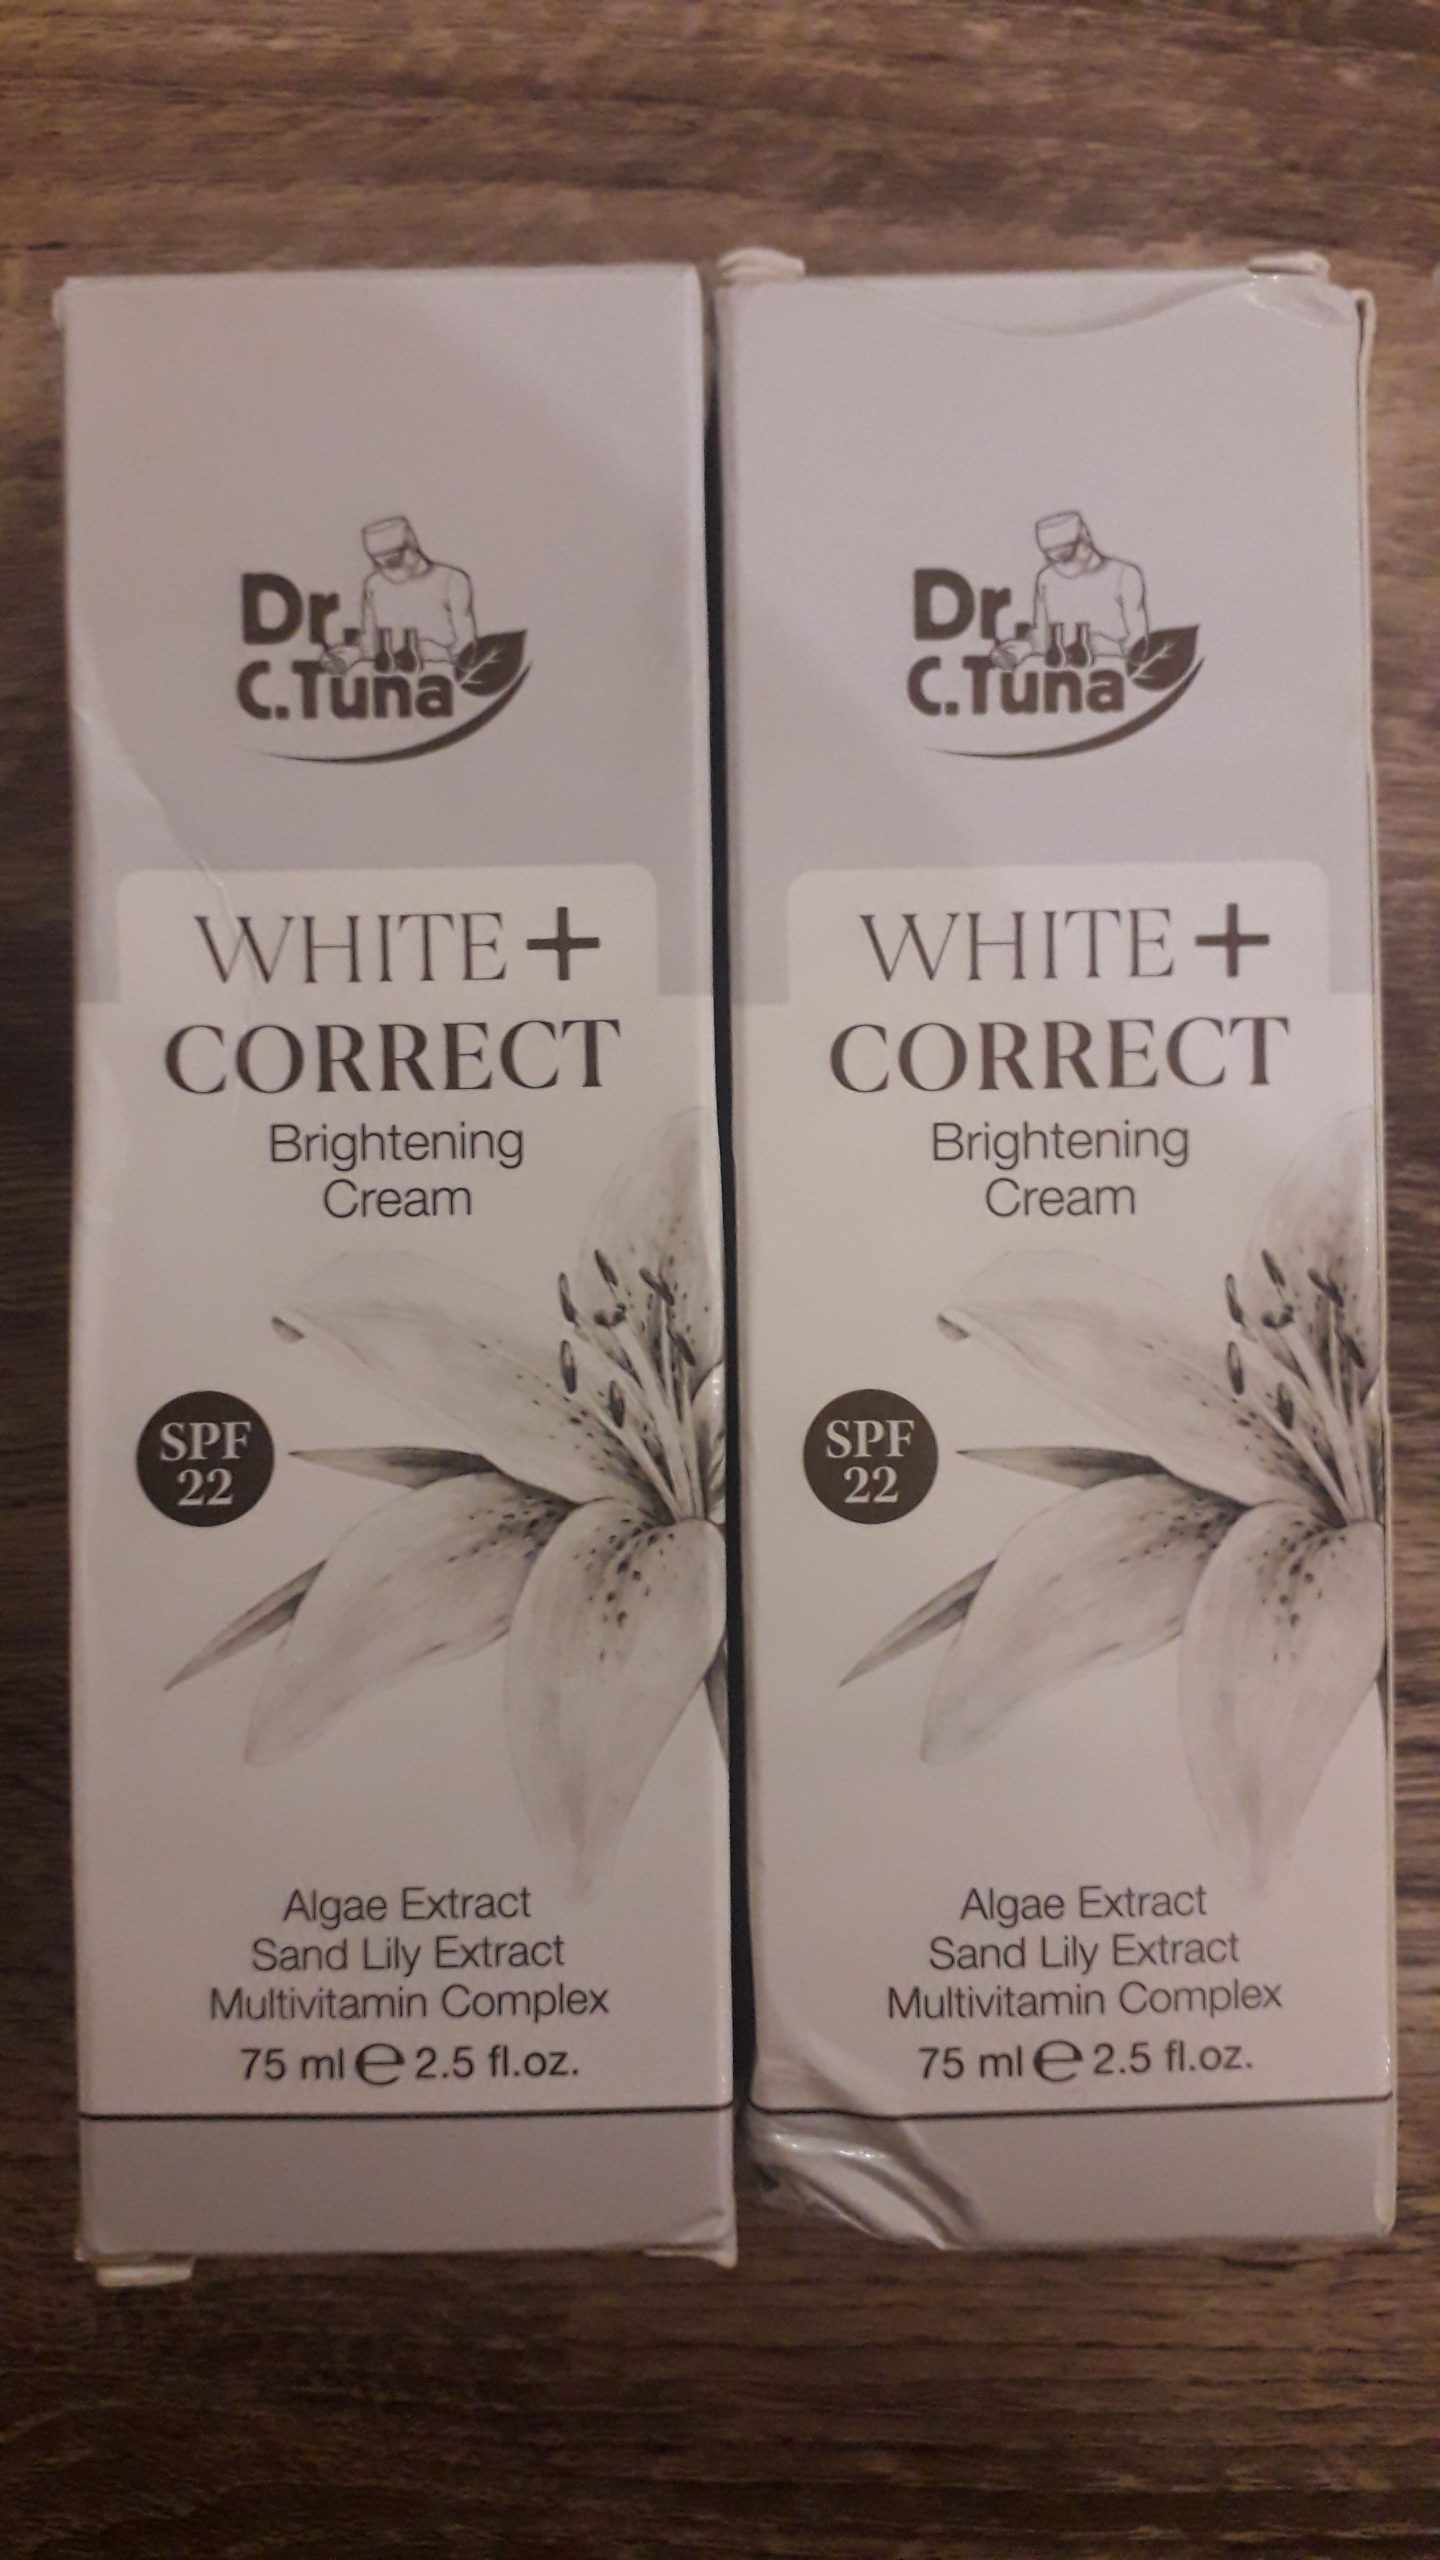 Dr.
C.Tuna
WHITE +
CORRECT
Brightening
Cream
SPF
22
Algae Extract
Sand Lily Extract
Multivitamin Complex
75 ml ℮ 2.5 fl.oz.
Dr.
C.Tuna
WHITE +
CORRECT
Brightening
Cream
SPF
22
Algae Extract
Sand Lily Extract
Multivitamin Complex
75 ml ℮ 2.5 fl.oz.